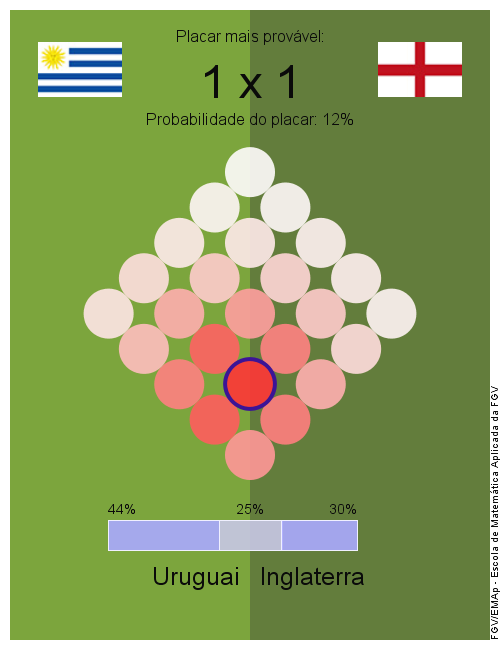 Placar mais provável:
1 x 1
Probabilidade do placar: 12%
44%
25%
30%
Uruguai
Inglaterra
FGV/EMAp - Escola de Matemática Aplicada da FGV